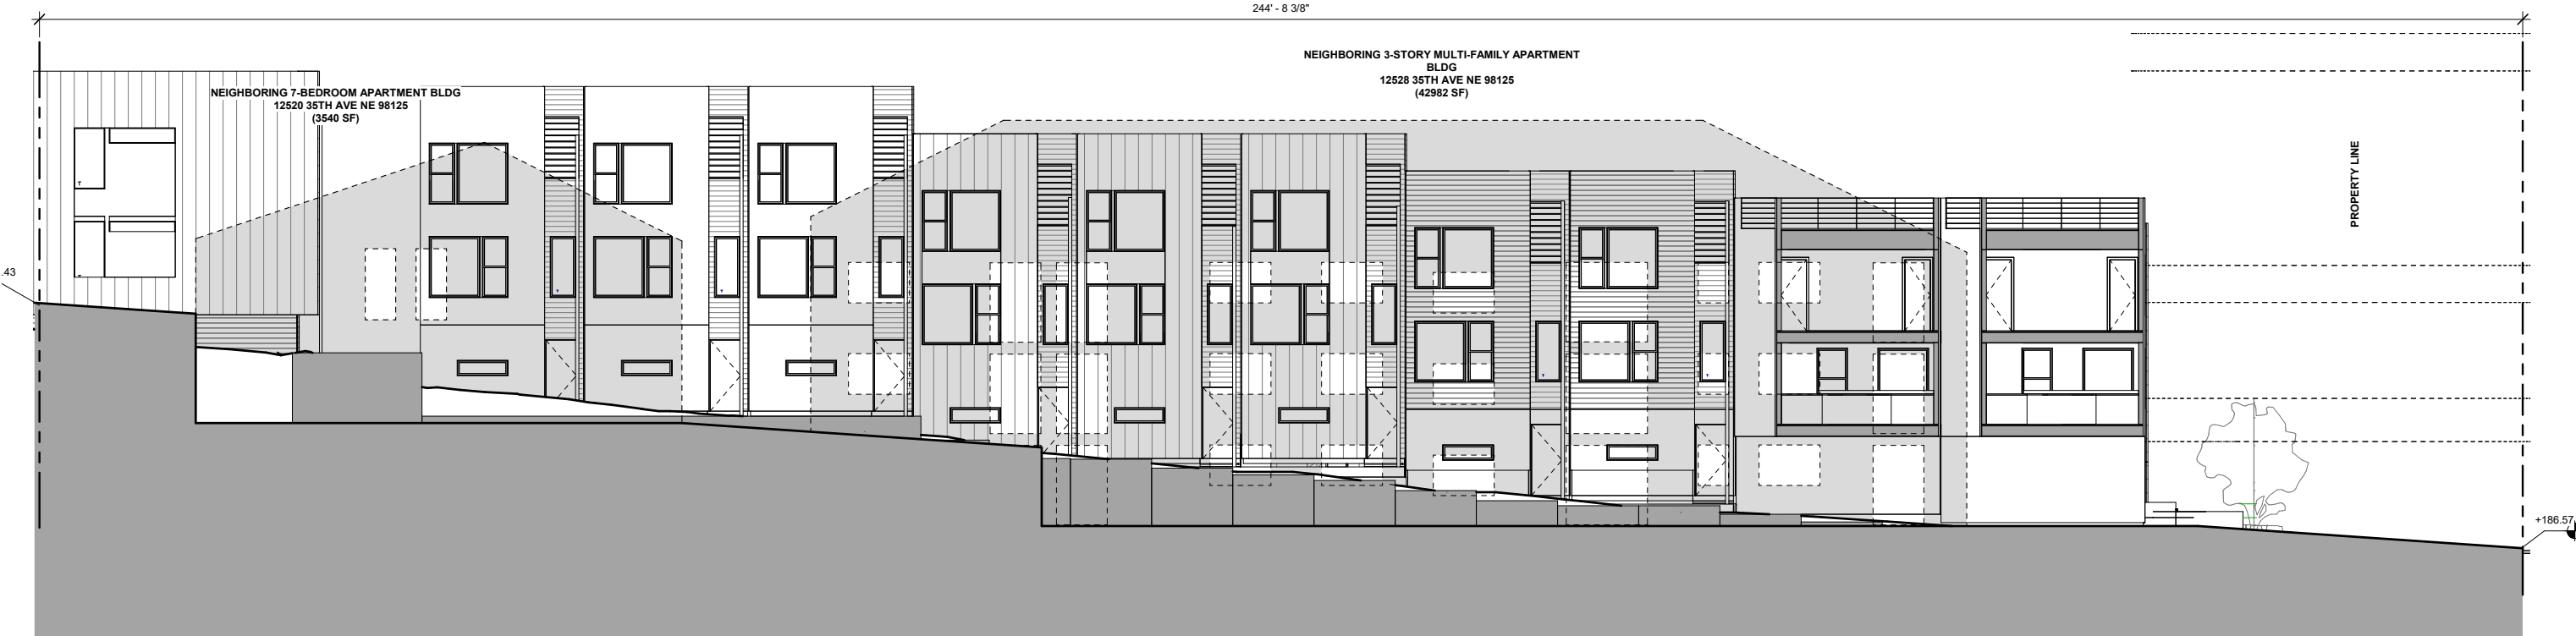 244' - 8 3/8"
NEIGHBORING 3-STORY MULTI-FAMILY APARTMENT
BLDG
12528 35TH AVE NE 98125
(42982 SF)
NEIGHBORING 7-BEDROOM APARTMENT BLDG
12520 35TH AVE NE 98125
(3540 SF)
PROPERTY LINE
.43
+186.57